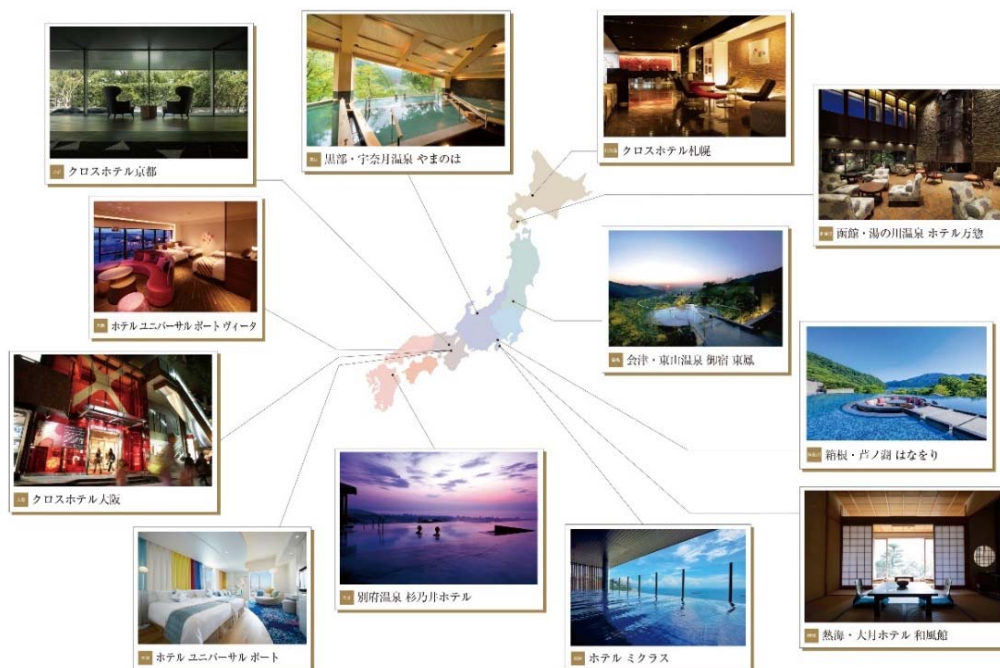 クロスホテル京都
黒部・宇奈月温泉 やまのは
クロスホテル札幌
函館・湯の川温泉 ホテル万惣
ホテル ユニバーサル ポート ヴィータ
会津・東山温泉 御宿 東鳳
箱根・芦ノ湖 はなをり
クロスホテル大阪
別府温泉 杉乃井ホテル
熱海・大月ホテル 和風館
ホテル ユニバーサル ポート
ホテル ミクラス